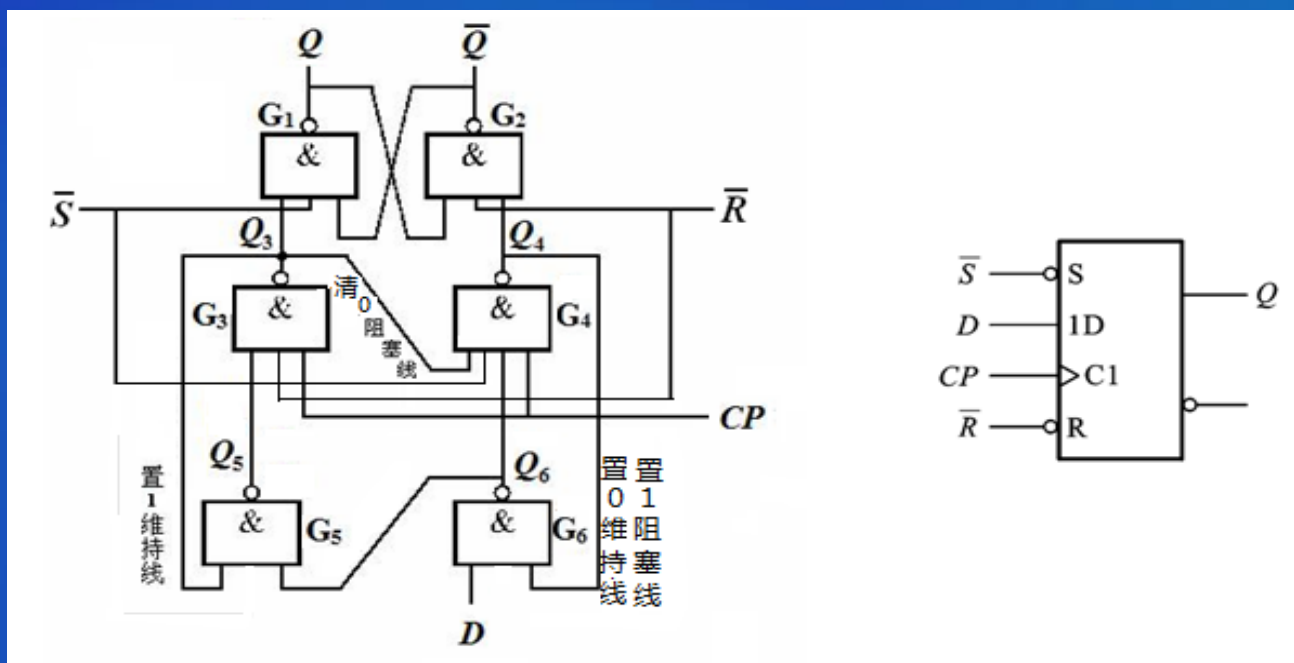 Q Q̅
G1 & G2 &
S̅ R̅
Q3 Q4
G3 & 清0阻塞线 & G4
CP
Q5 Q6
置1维持线
& G5 & G6
置0维持线
置1阻塞线
D
S̅ S Q
D 1D
CP C1
R̅ R